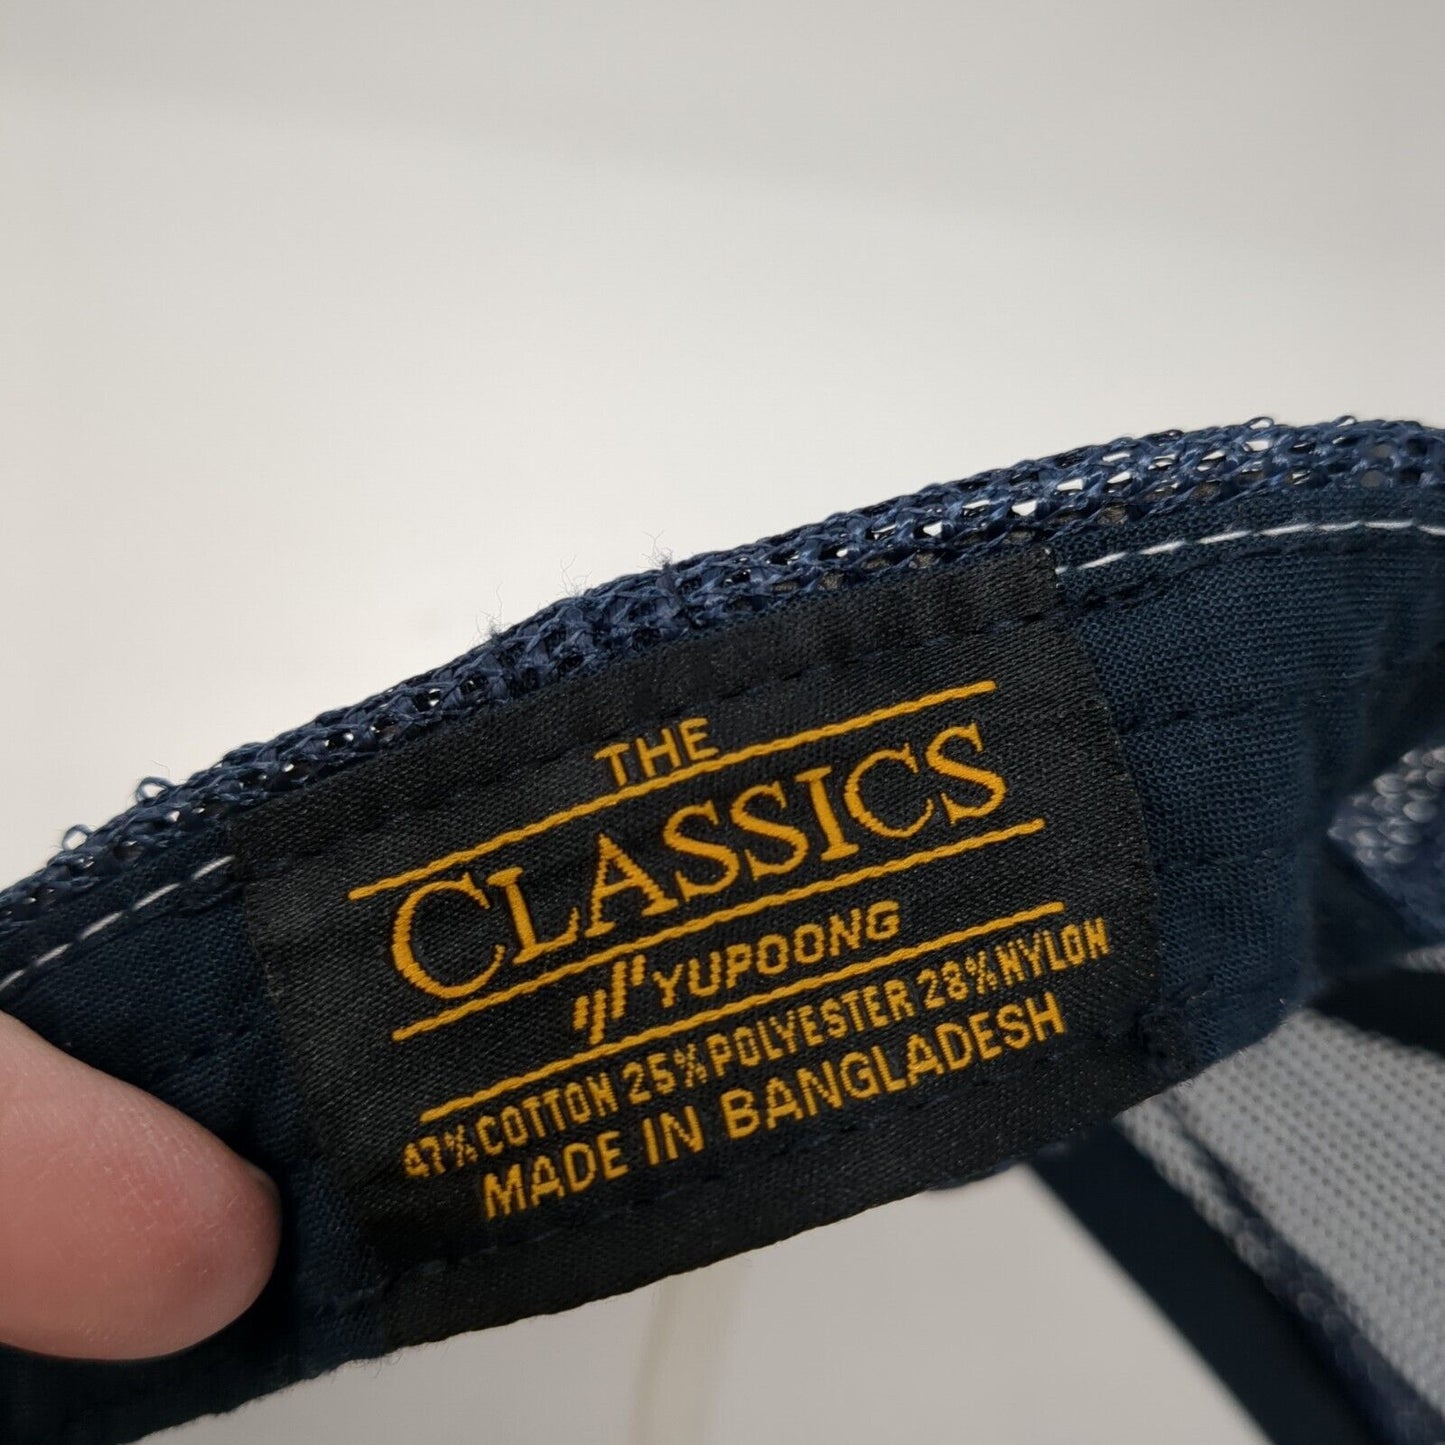 THE
CLASSICS
YUPOONG
47% COTTON 25% POLYESTER 28% NYLON
MADE IN BANGLADESH